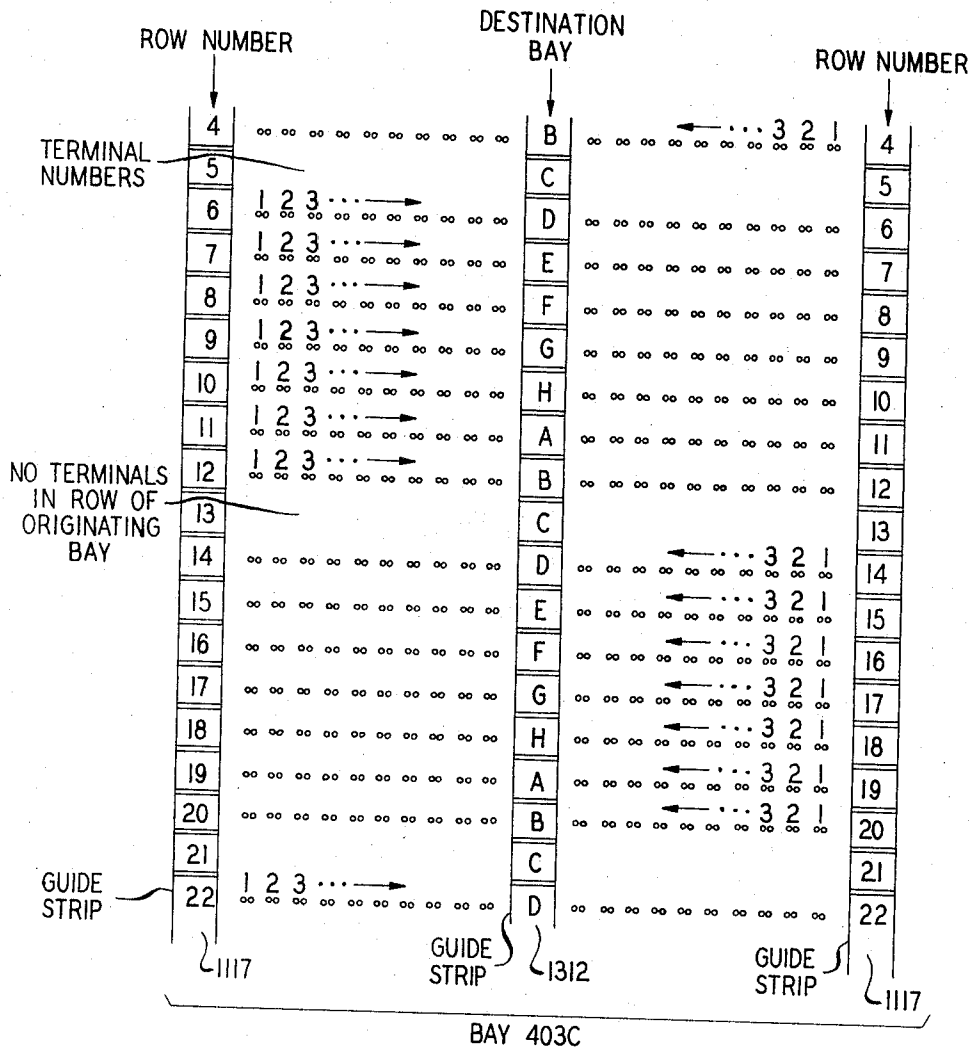 DESTINATION
BAY
ROW NUMBER
ROW NUMBER
4 B ··· 3 2 1 4
TERMINAL
NUMBERS
5 C 5
6 1 2 3 ··· D 6
7 1 2 3 ··· E 7
8 1 2 3 ··· F 8
9 1 2 3 ··· G 9
10 1 2 3 ··· H 10
11 1 2 3 ··· A 11
12 1 2 3 ··· B 12
NO TERMINALS
IN ROW OF
ORIGINATING
BAY
13 C 13
14 D ··· 3 2 1 14
15 E ··· 3 2 1 15
16 F ··· 3 2 1 16
17 G ··· 3 2 1 17
18 H ··· 3 2 1 18
19 A ··· 3 2 1 19
20 B ··· 3 2 1 20
21 C 21
22 1 2 3 ··· D 22
GUIDE
STRIP
GUIDE
STRIP
GUIDE
STRIP
1117
1312
1117
BAY 403C